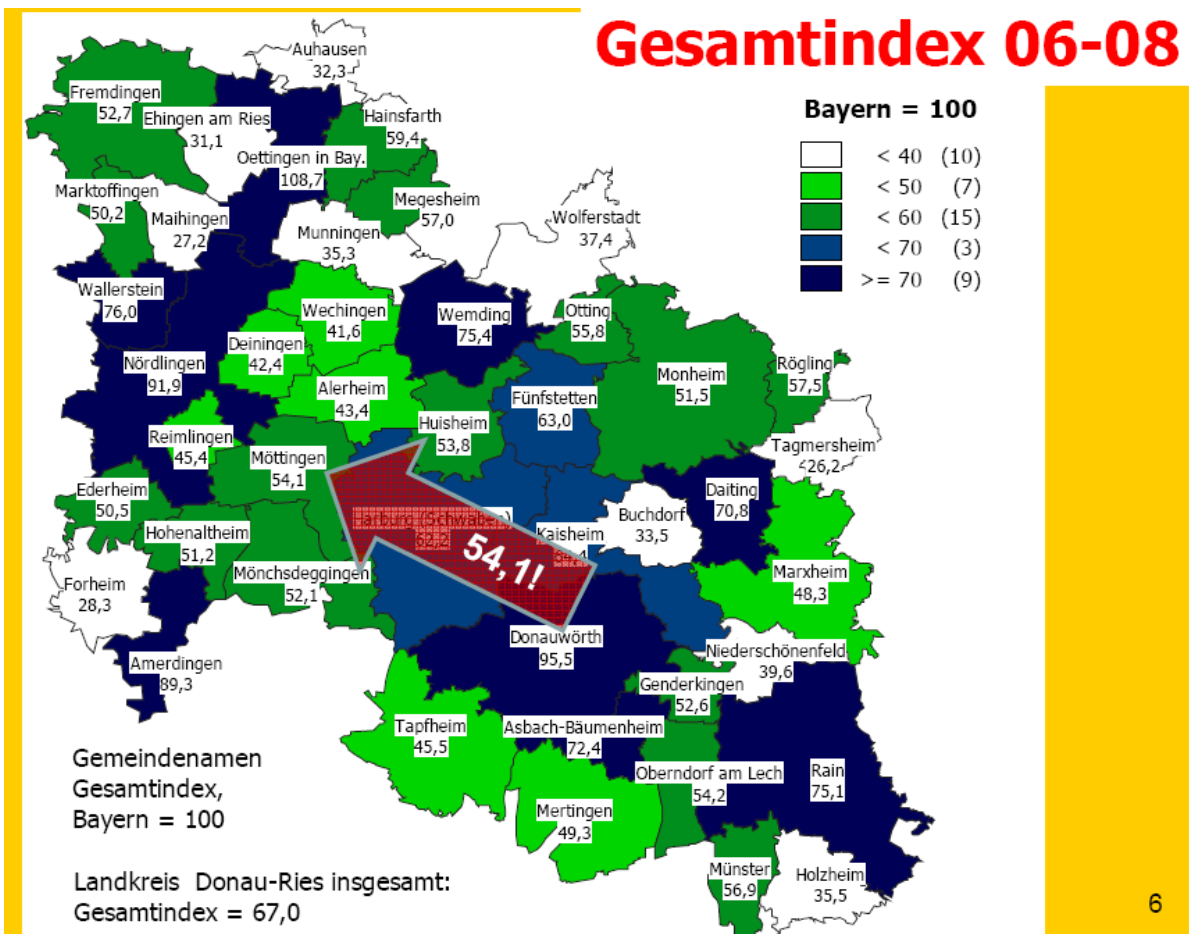 Gesamtindex 06-08
Bayern = 100
< 40 (10)
< 50 (7)
< 60 (15)
< 70 (3)
>= 70 (9)
Auhausen
32,3
Fremdingen
52,7
Ehingen am Ries
31,1
Hainsfarth
59,4
Oettingen in Bay.
108,7
Marktoffingen
50,2
Maihingen
27,2
Megesheim
57,0
Munningen
35,3
Wolferstadt
37,4
Wallerstein
76,0
Wechingen
41,6
Wemding
75,4
Otting
55,8
Deiningen
42,4
Nördlingen
91,9
Alerheim
43,4
Fünfstetten
63,0
Monheim
51,5
Rögling
57,5
Huisheim
53,8
Reimlingen
45,4
Möttingen
54,1
Tagmersheim
26,2
Ederheim
50,5
Daiting
70,8
Harburg (Schwaben)
62,2
Buchdorf
33,5
Hohenaltheim
51,2
Kaisheim
64,4
54,1!
Forheim
28,3
Mönchsdeggingen
52,1
Marxheim
48,3
Donauwörth
95,5
Niederschönenfeld
39,6
Amerdingen
89,3
Genderkingen
52,6
Tapfheim
45,5
Asbach-Bäumenheim
72,4
Oberndorf am Lech
54,2
Rain
75,1
Mertingen
49,3
Münster
56,9
Holzheim
35,5
Gemeindenamen
Gesamtindex,
Bayern = 100
Landkreis Donau-Ries insgesamt:
Gesamtindex = 67,0
6